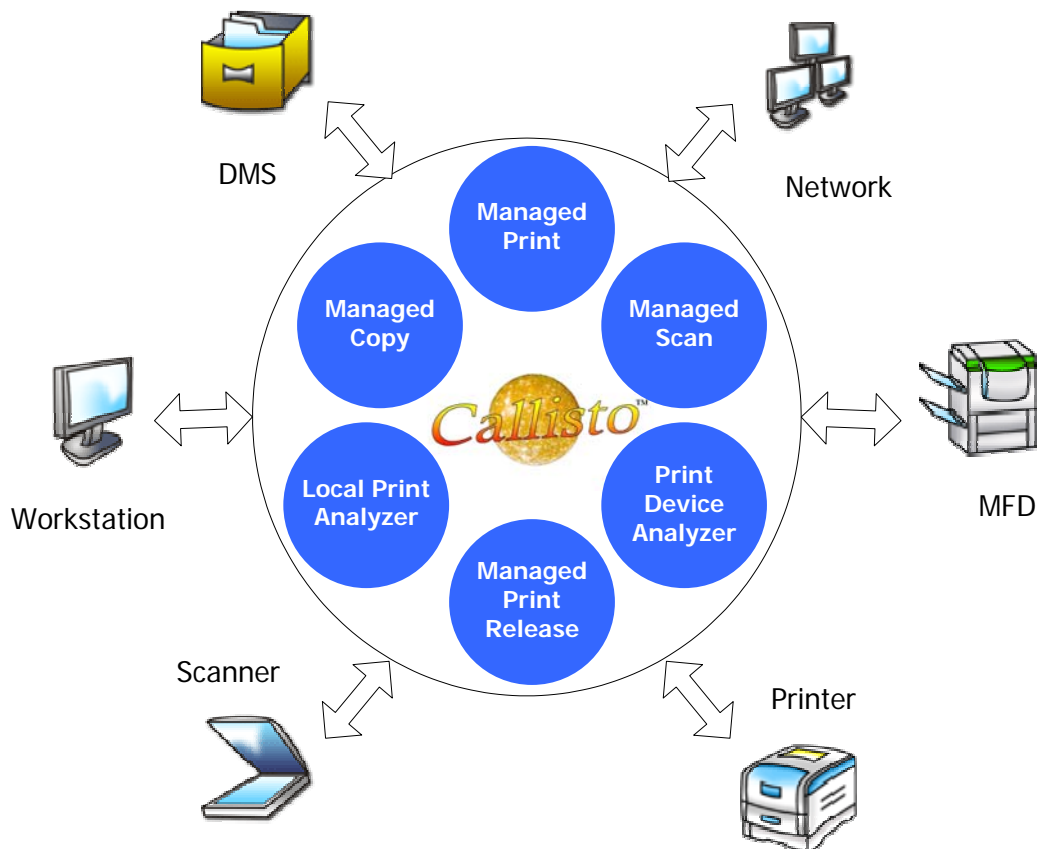 DMS
Network
Managed
Print
Managed
Copy
Managed
Scan
Callisto™
Workstation
MFD
Local Print
Analyzer
Print
Device
Analyzer
Managed
Print
Release
Scanner
Printer